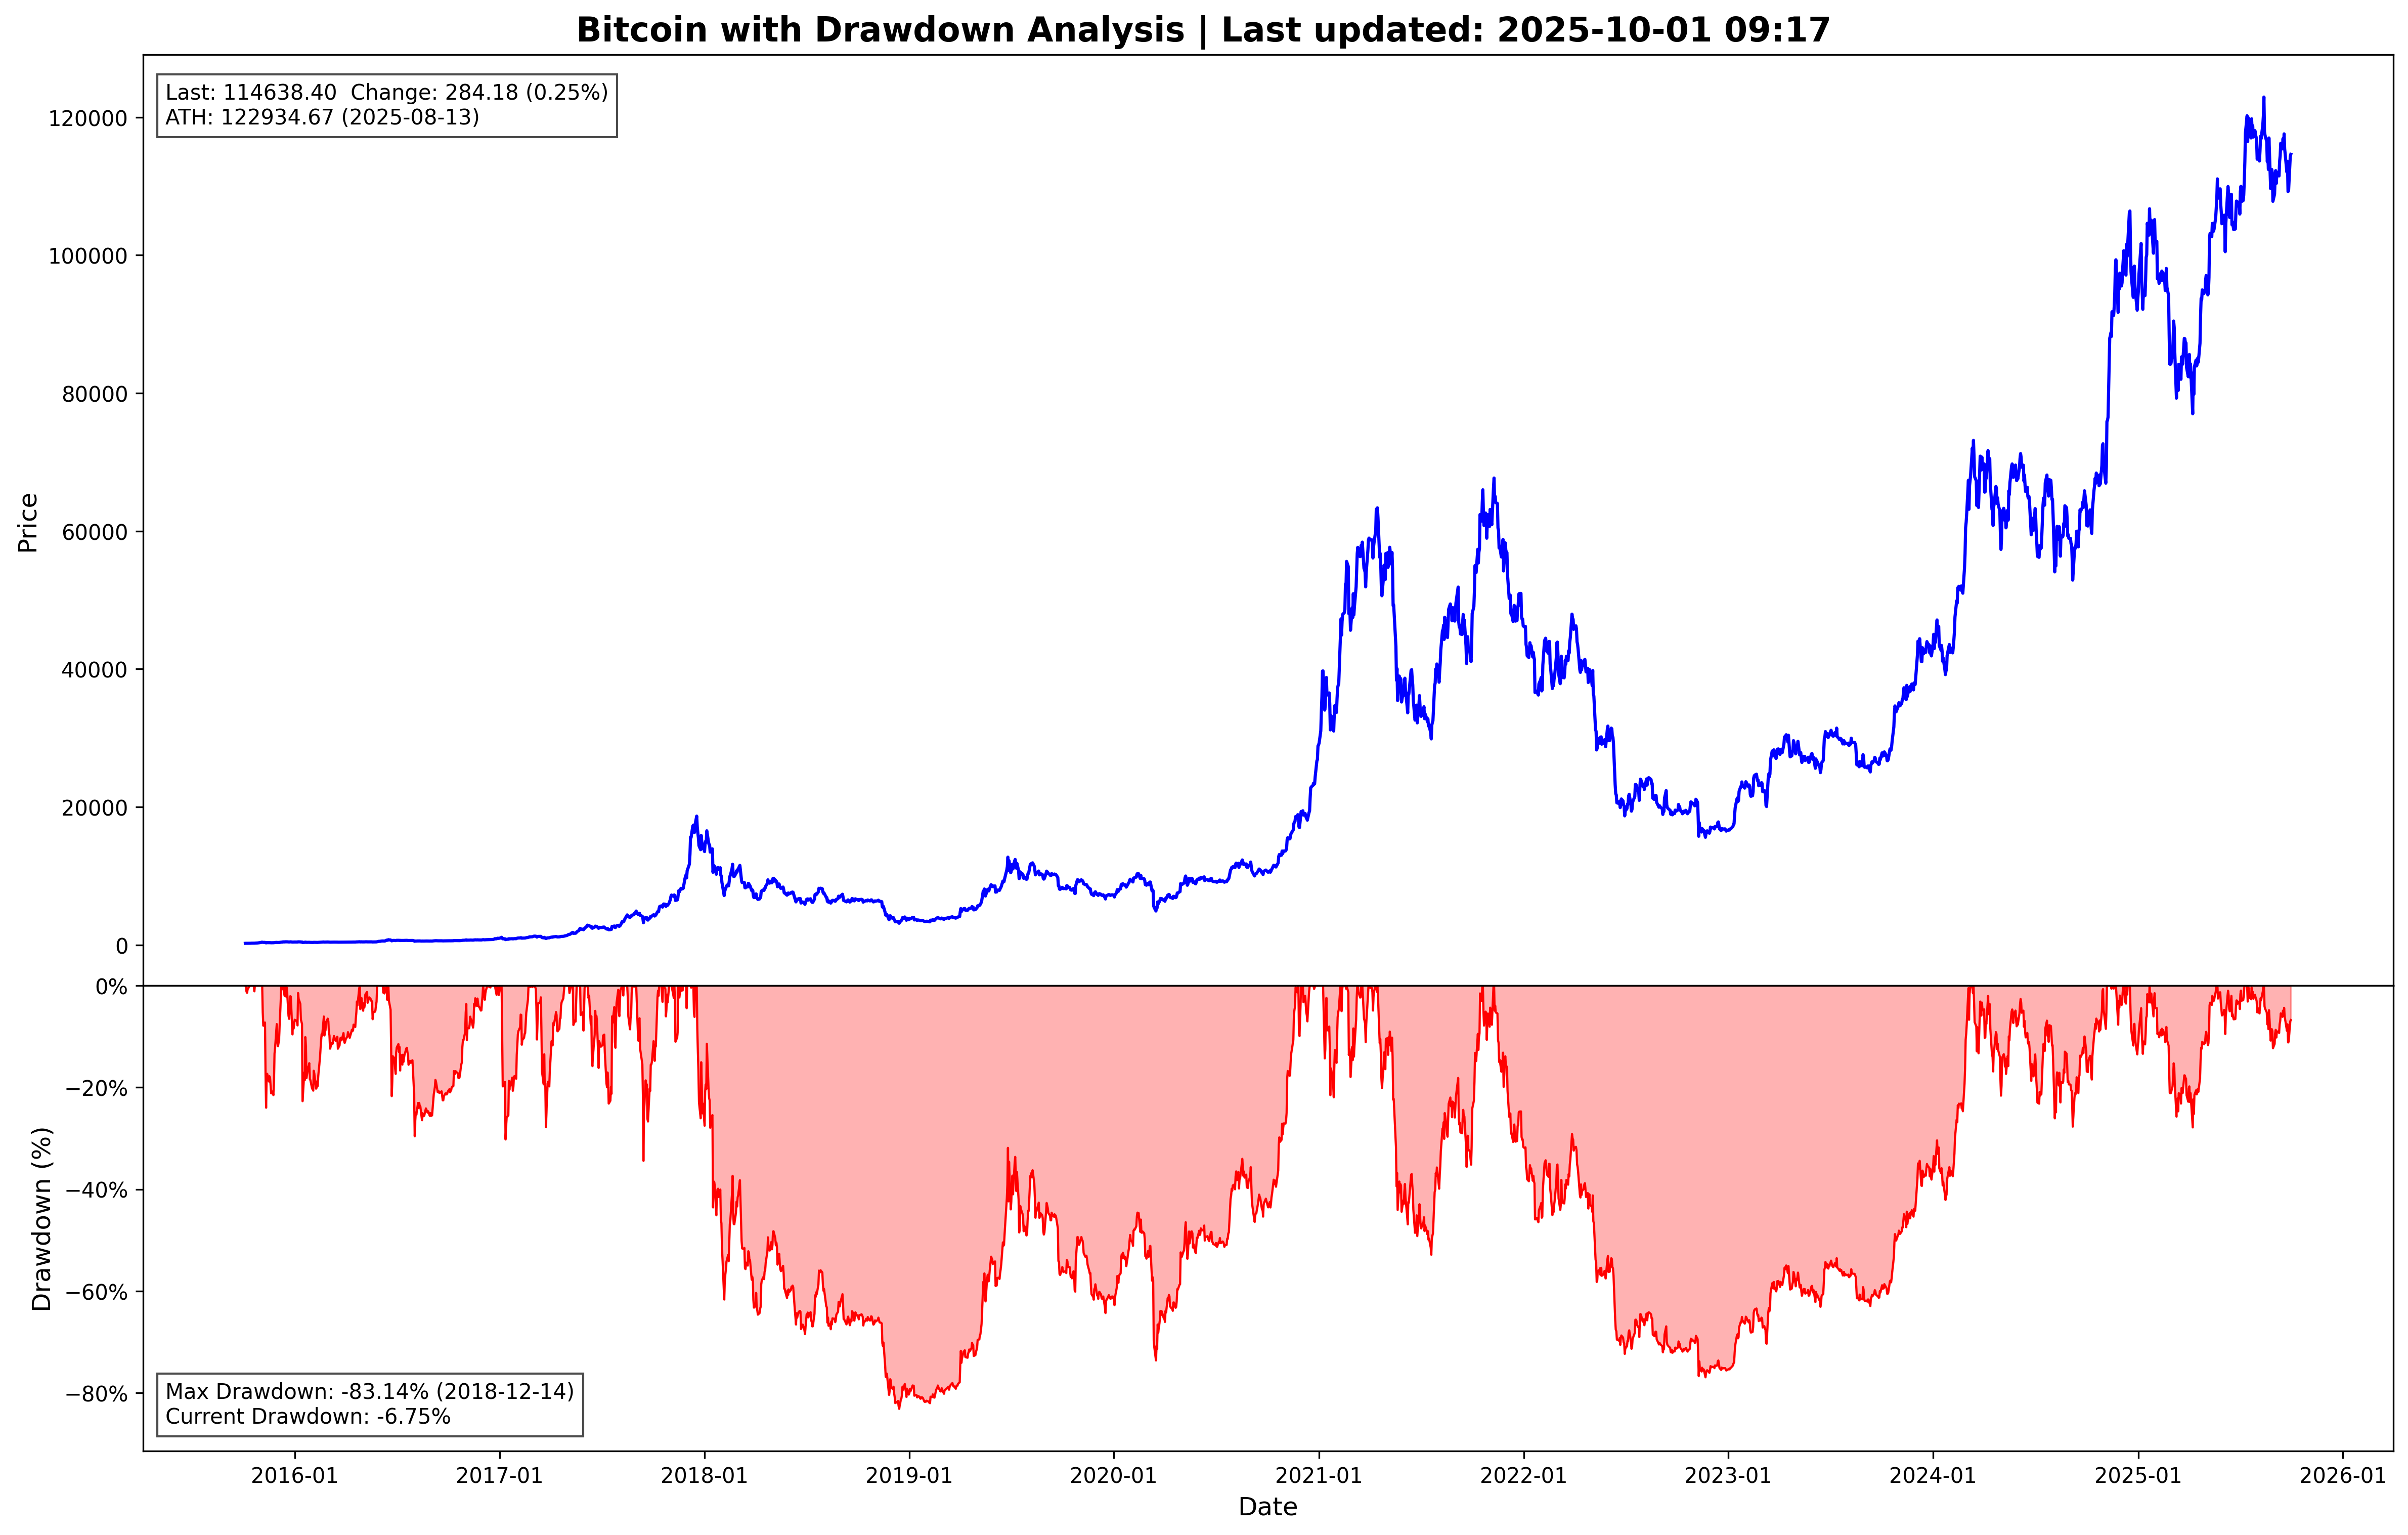 Bitcoin with Drawdown Analysis | Last updated: 2025-10-01 09:17
Last: 114638.40  Change: 284.18 (0.25%)
ATH: 122934.67 (2025-08-13)
120000
100000
80000
60000
40000
20000
0
Price
0%
−20%
−40%
−60%
−80%
Drawdown (%)
Max Drawdown: -83.14% (2018-12-14)
Current Drawdown: -6.75%
2016-01
2017-01
2018-01
2019-01
2020-01
2021-01
2022-01
2023-01
2024-01
2025-01
2026-01
Date